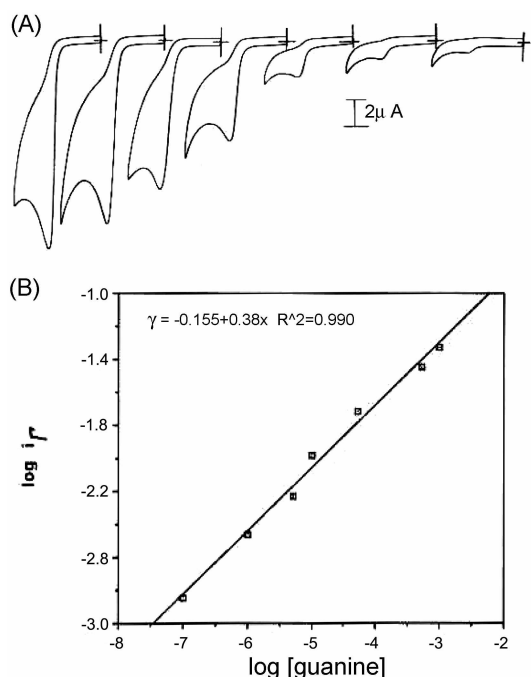 (A)
2μ A
(B)
γ = -0.155+0.38x R^2=0.990
-1.0
-1.4
-1.8
-2.2
-2.8
-3.0
log i
-8 -7 -6 -5 -4 -3 -2
log [guanine]